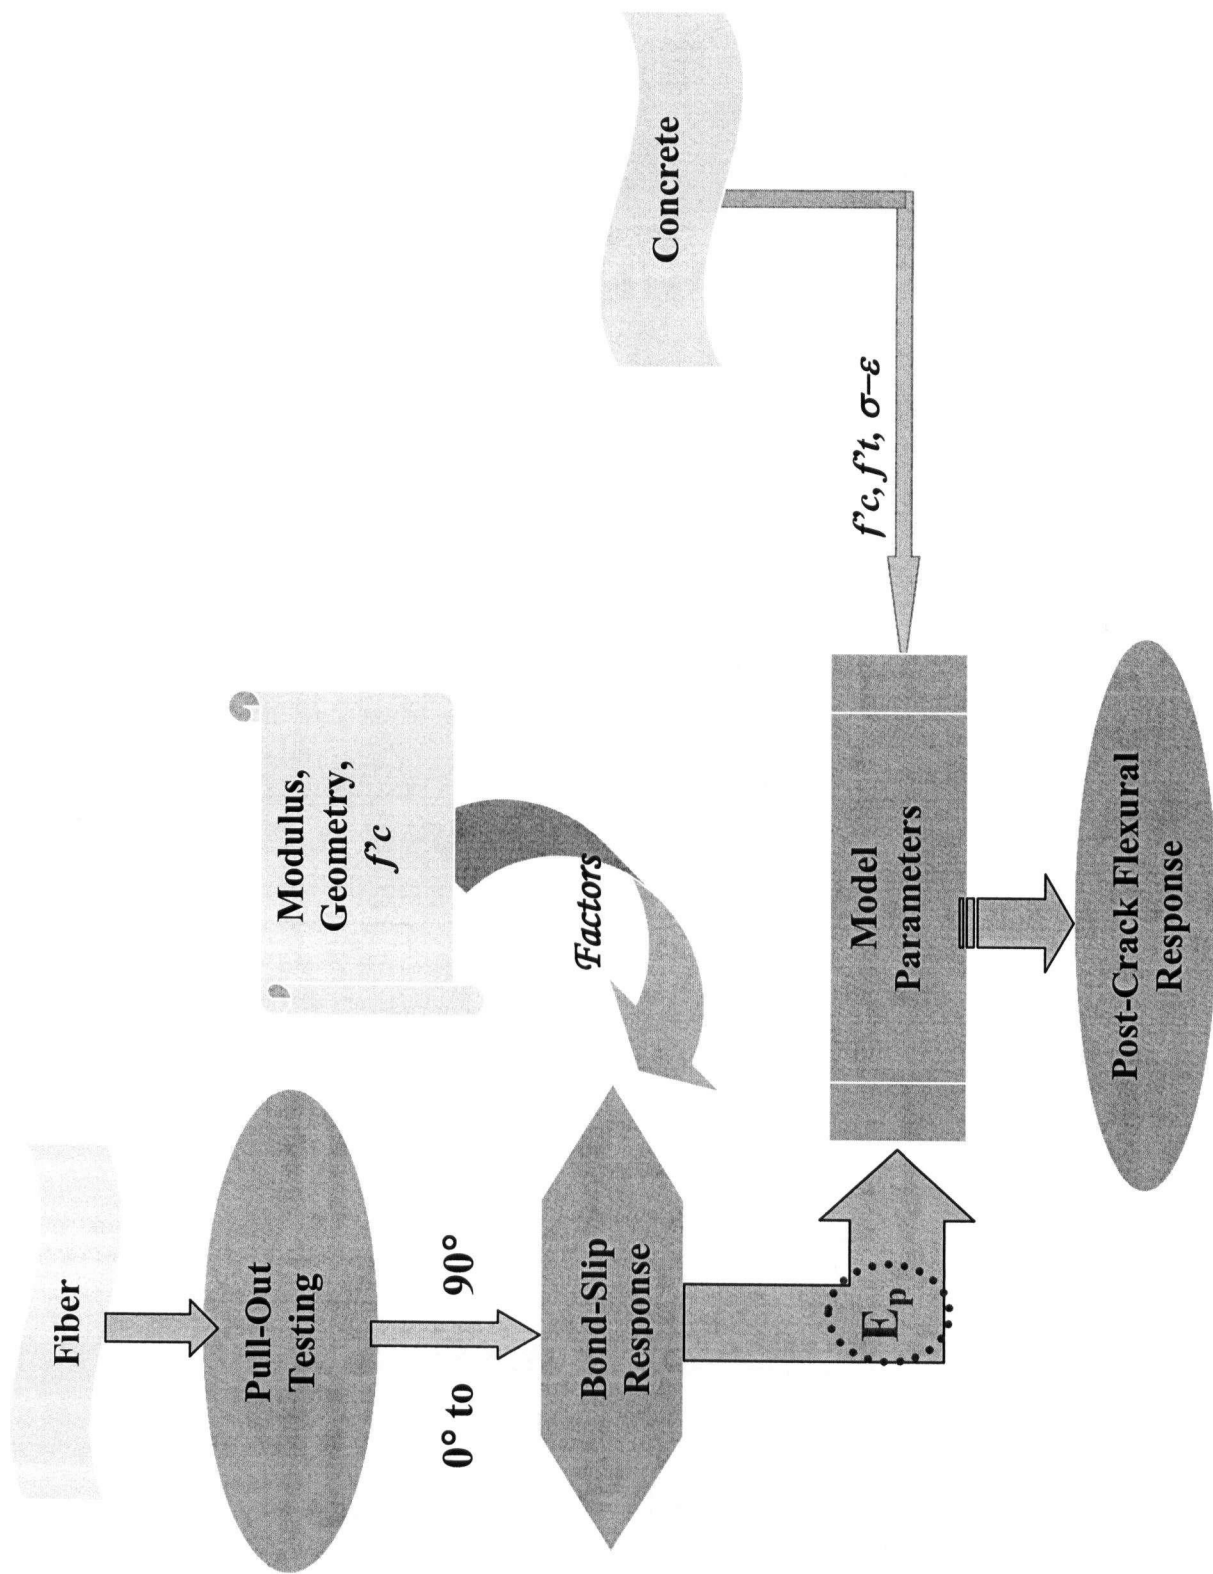 Fiber
Pull-Out
Testing
0° to 90°
Bond-Slip
Response
Modulus,
Geometry,
f'c
Factors
E_p
Model
Parameters
Concrete
f'c, f't, σ–ε
Post-Crack Flexural
Response